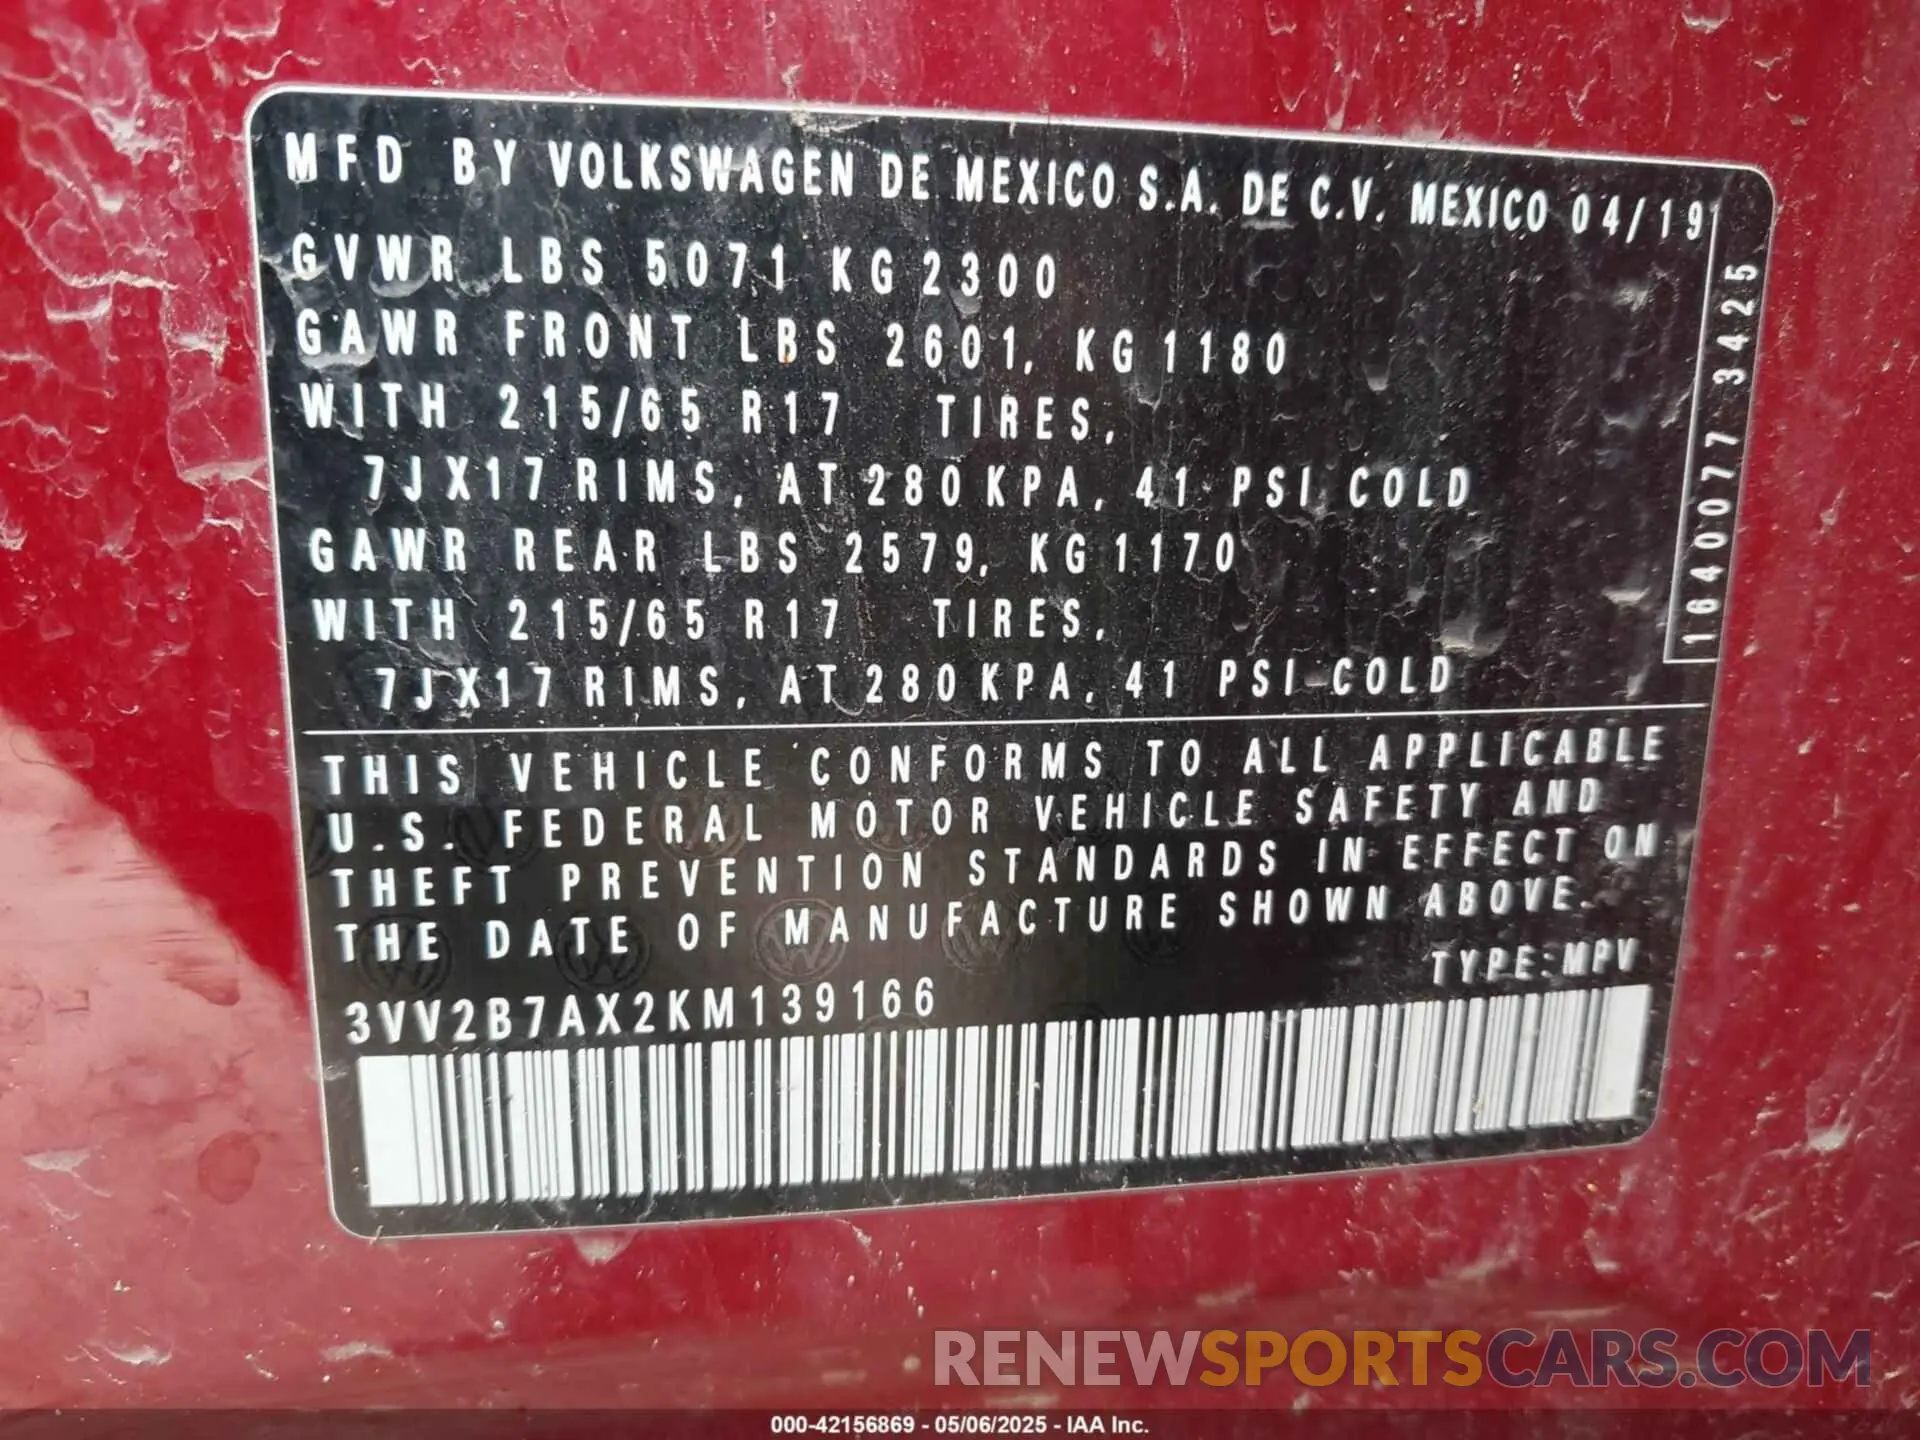 MFD BY VOLKSWAGEN DE MEXICO S.A. DE C.V. MEXICO 04/19
GVWR LBS 5071 KG 2300
GAWR FRONT LBS 2601, KG 1180
WITH 215/65 R17 TIRES,
7JX17 RIMS, AT 280 KPA, 41 PSI COLD
GAWR REAR LBS 2579, KG 1170
WITH 215/65 R17 TIRES,
7JX17 RIMS, AT 280 KPA, 41 PSI COLD
1640077 3425
THIS VEHICLE CONFORMS TO ALL APPLICABLE
U.S. FEDERAL MOTOR VEHICLE SAFETY AND
THEFT PREVENTION STANDARDS IN EFFECT ON
THE DATE OF MANUFACTURE SHOWN ABOVE.
TYPE: MPV
3VV2B7AX2KM139166
RENEWSPORTSCARS.COM
000-42156869 - 05/06/2025 - IAA Inc.